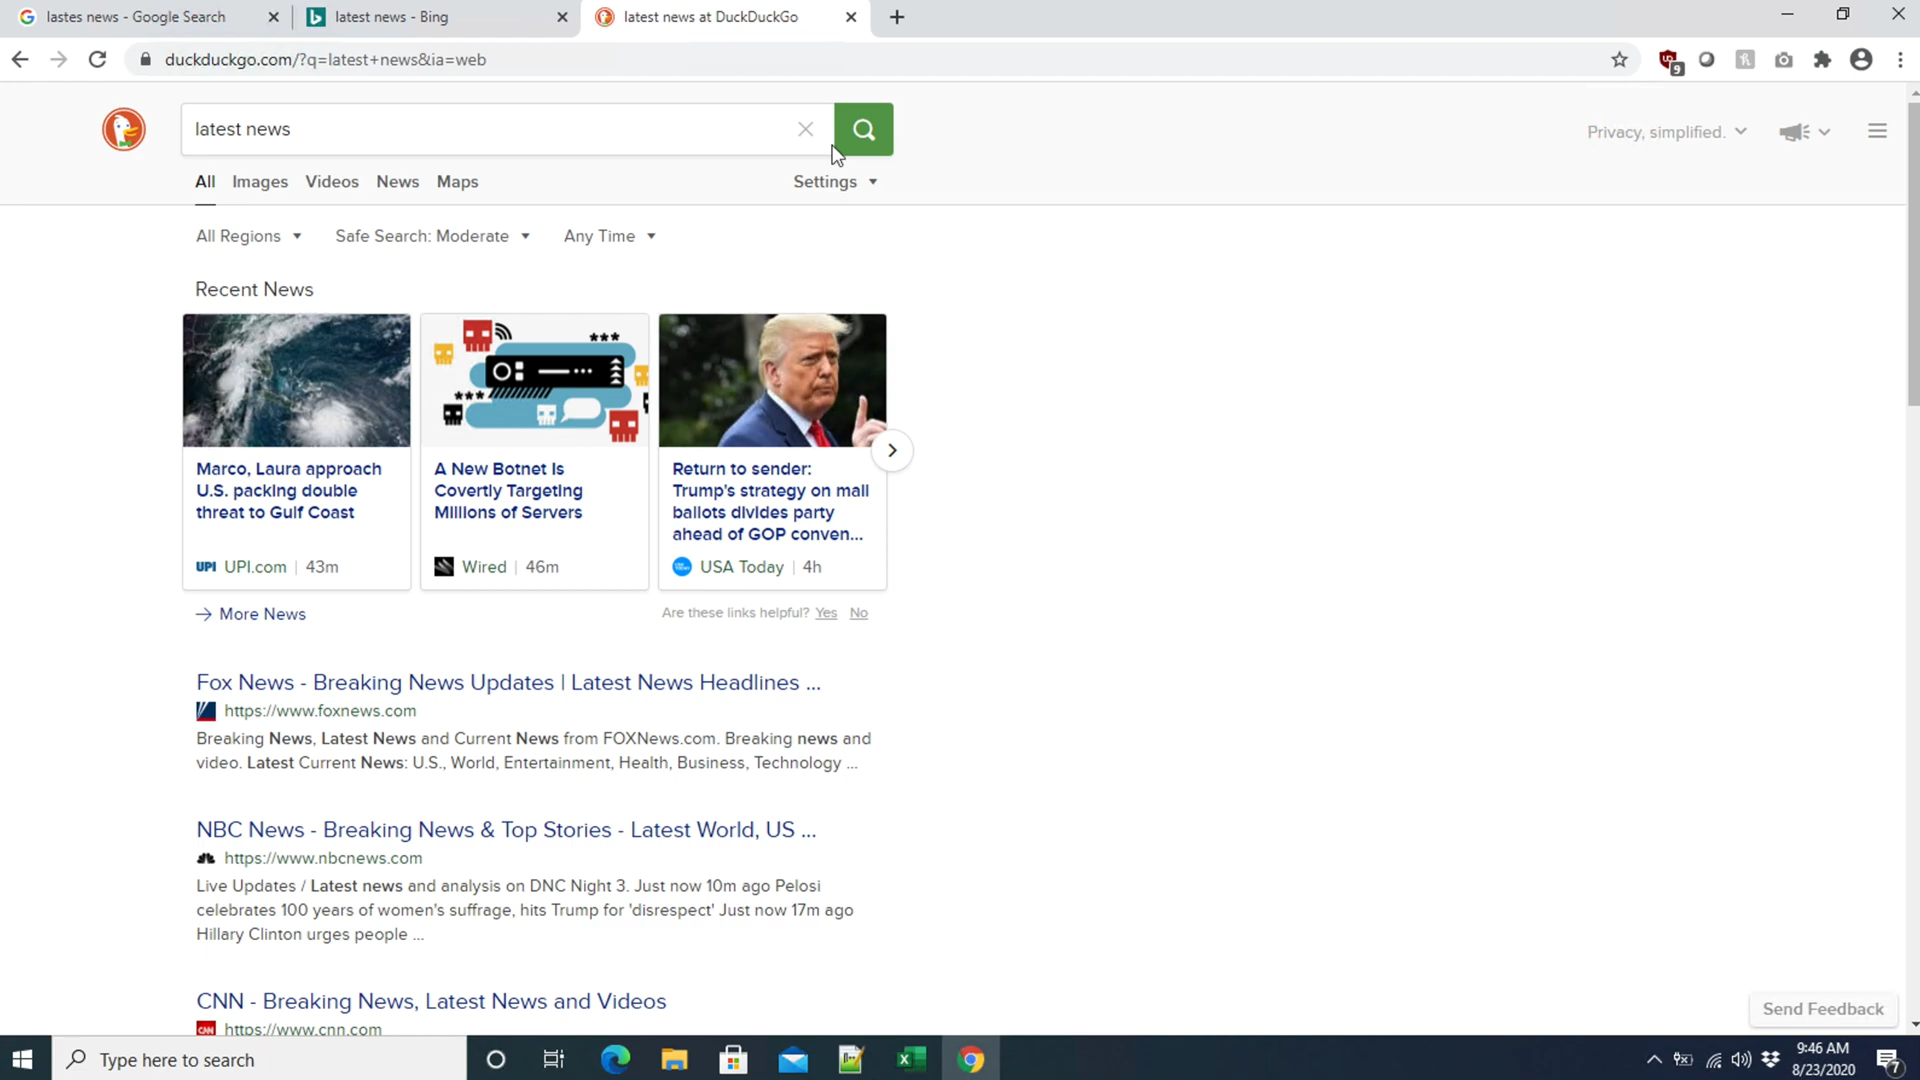 lastes news - Google Search
latest news - Bing
latest news at DuckDuckGo
duckduckgo.com/?q=latest+news&ia=web
9
latest news
Privacy, simplified.
All Images Videos News Maps
Settings
All Regions
Safe Search: Moderate
Any Time
Recent News
Marco, Laura approach
U.S. packing double
threat to Gulf Coast
UPI UPI.com | 43m
A New Botnet Is
Covertly Targeting
Millions of Servers
Wired | 46m
Return to sender:
Trump's strategy on mail
ballots divides party
ahead of GOP conven...
USA Today | 4h
More News
Are these links helpful? Yes No
Fox News - Breaking News Updates | Latest News Headlines ...
https://www.foxnews.com
Breaking News, Latest News and Current News from FOXNews.com. Breaking news and
video. Latest Current News: U.S., World, Entertainment, Health, Business, Technology ...
NBC News - Breaking News & Top Stories - Latest World, US ...
https://www.nbcnews.com
Live Updates / Latest news and analysis on DNC Night 3. Just now 10m ago Pelosi
celebrates 100 years of women's suffrage, hits Trump for 'disrespect' Just now 17m ago
Hillary Clinton urges people ...
CNN - Breaking News, Latest News and Videos
CNN https://www.cnn.com
Send Feedback
Type here to search
9:46 AM
8/23/2020
7